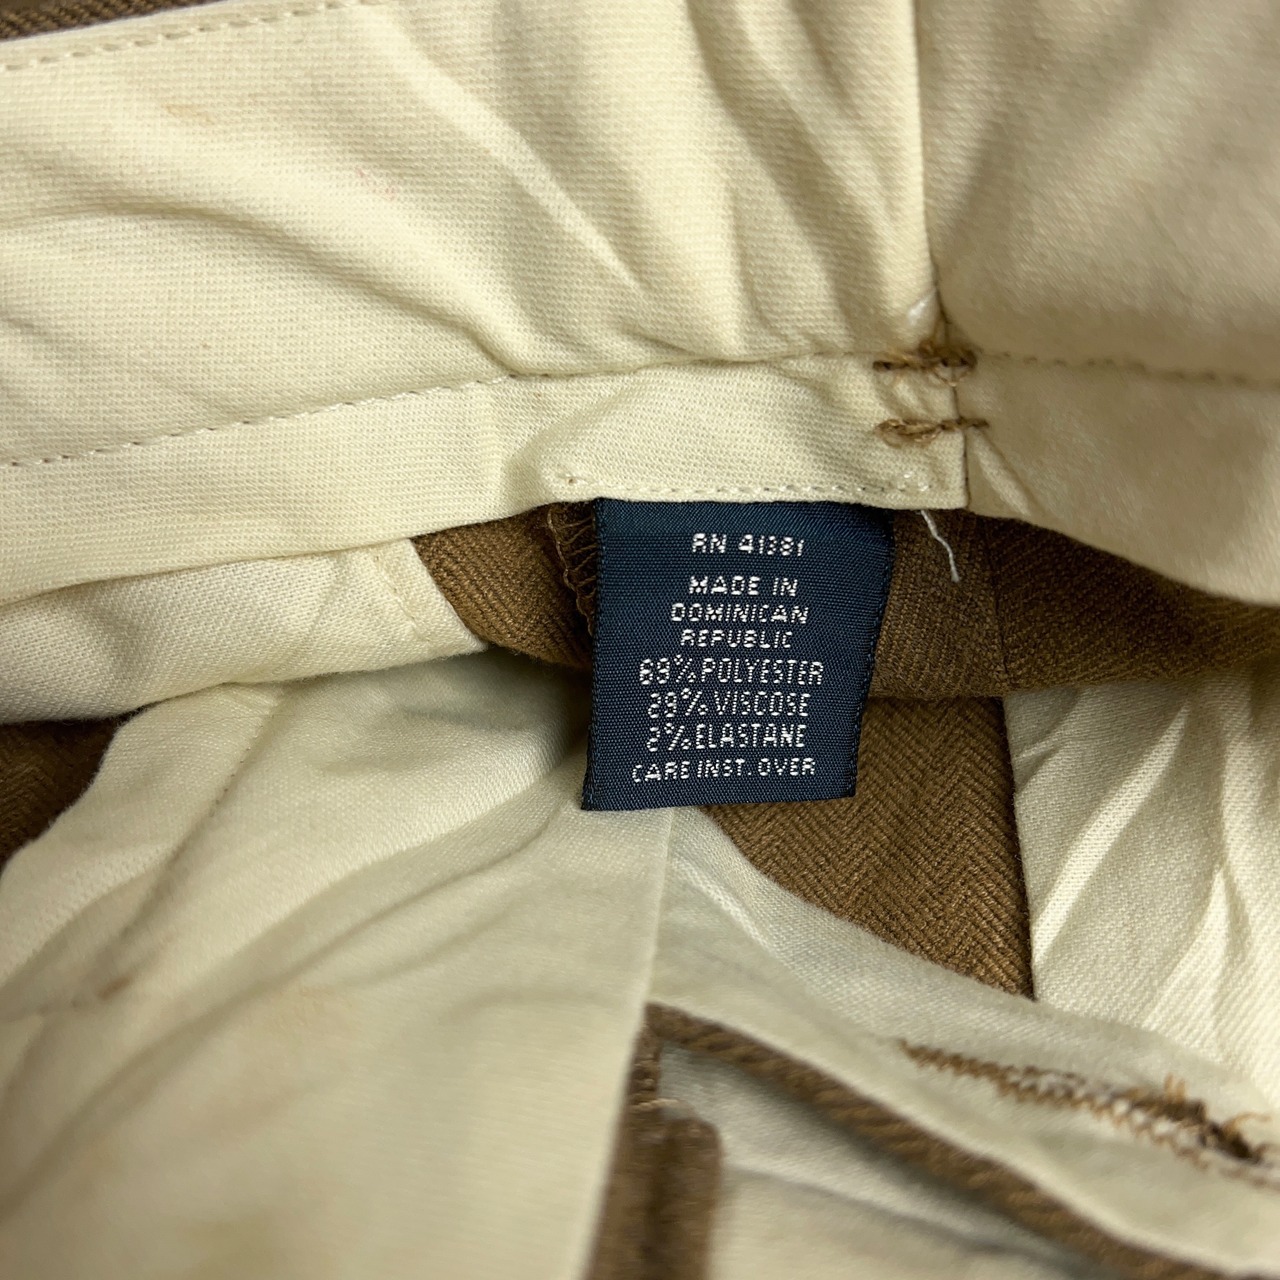 RN 41381
MADE IN
DOMINICAN
REPUBLIC
69% POLYESTER
29% VISCOSE
2% ELASTANE
CARE INST. OVER